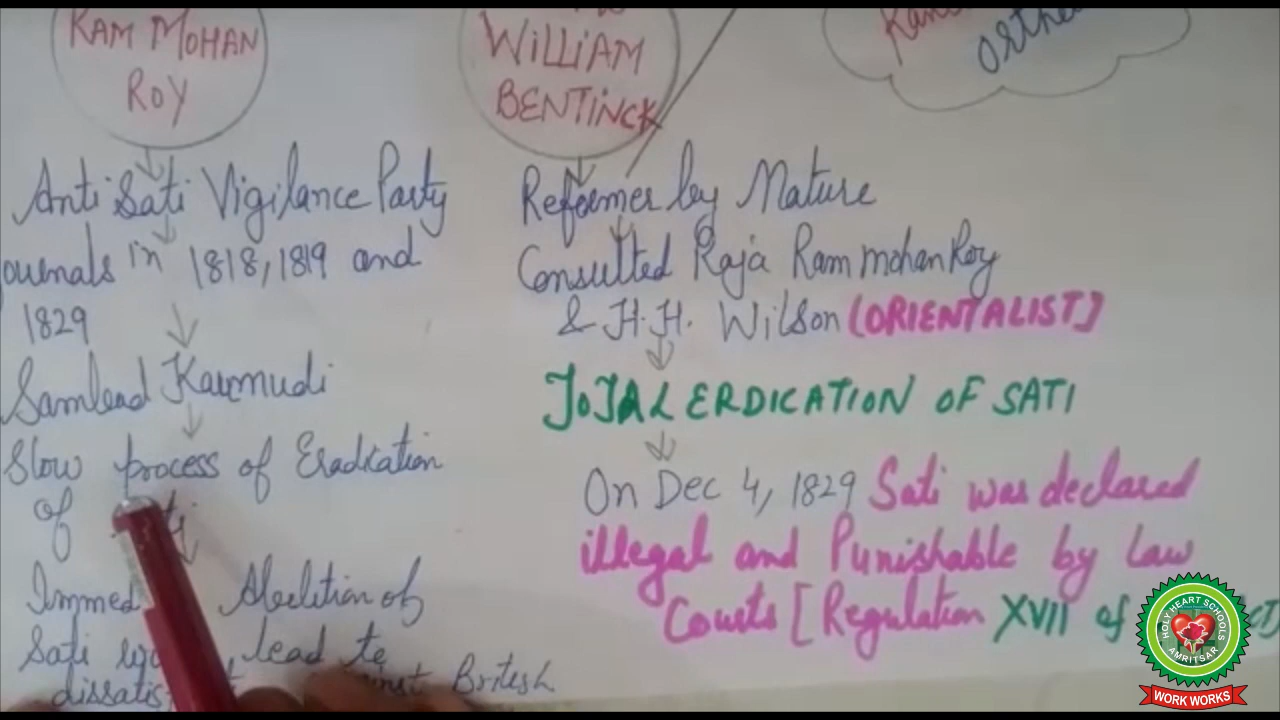 RAM MOHAN
ROY
Anti Sati Vigilance Party
journals in 1818, 1819 and
1829
Sambad Kaumudi
Slow process of Eradication
of
Abolition of
Sati lead to
British
WILLIAM
BENTINCK
Reformer by Nature
Consulted Raja Rammohan Roy
& H.H. Wilson (ORIENTALIST)
TOTAL ERDICATION OF SATI
On Dec 4, 1829 Sati was declared
illegal and Punishable by Law
Courts [Regulation XVII of
HOLY HEART SCHOOLS
AMRITSAR
WORK WORKS